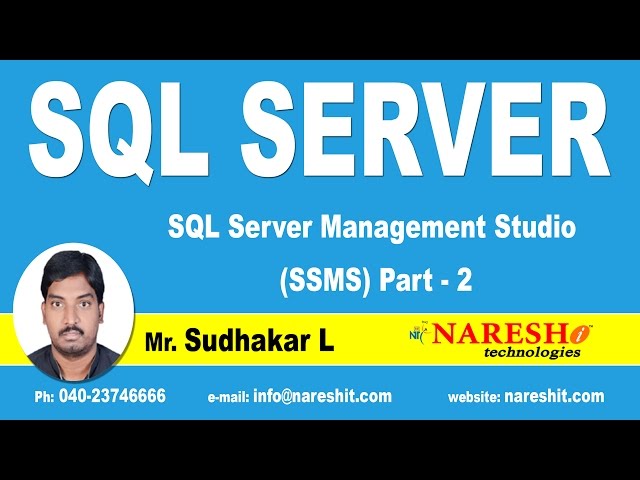 SQL SERVER
SQL Server Management Studio
(SSMS) Part - 2
Mr. Sudhakar L
NARESH i ™
technologies
Ph: 040-23746666 e-mail: info@nareshit.com website: nareshit.com